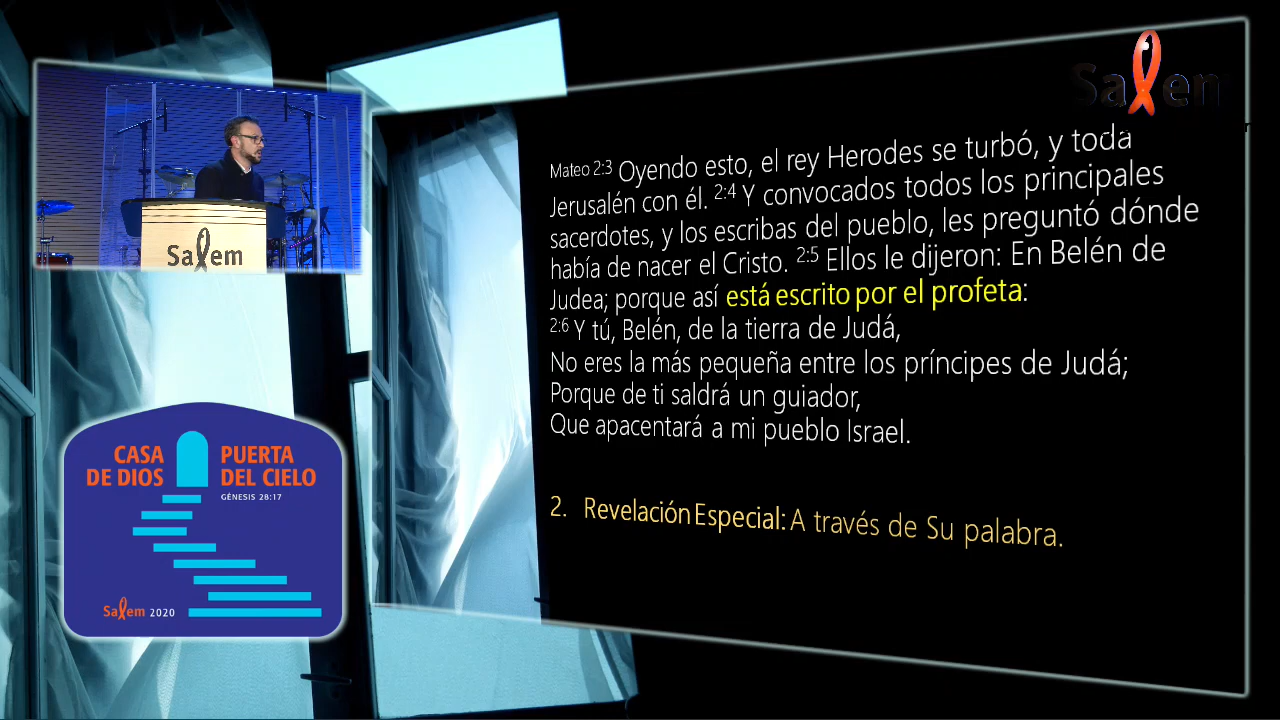 Salem
Mateo 2:3 Oyendo esto, el rey Herodes se turbó, y toda
Jerusalén con él. 2:4 Y convocados todos los principales
sacerdotes, y los escribas del pueblo, les preguntó dónde
había de nacer el Cristo. 2:5 Ellos le dijeron: En Belén de
Judea; porque así está escrito por el profeta:
2:6 Y tú, Belén, de la tierra de Judá,
No eres la más pequeña entre los príncipes de Judá;
Porque de ti saldrá un guiador,
Que apacentará a mi pueblo Israel.
2. Revelación Especial: A través de Su palabra.
Salem
CASA
DE DIOS
PUERTA
DEL CIELO
GÉNESIS 28:17
Salem 2020